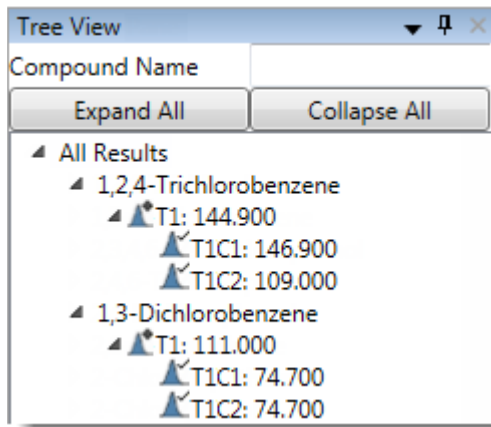 Tree View
Compound Name
Expand All Collapse All
All Results
1,2,4-Trichlorobenzene
T1: 144.900
T1C1: 146.900
T1C2: 109.000
1,3-Dichlorobenzene
T1: 111.000
T1C1: 74.700
T1C2: 74.700